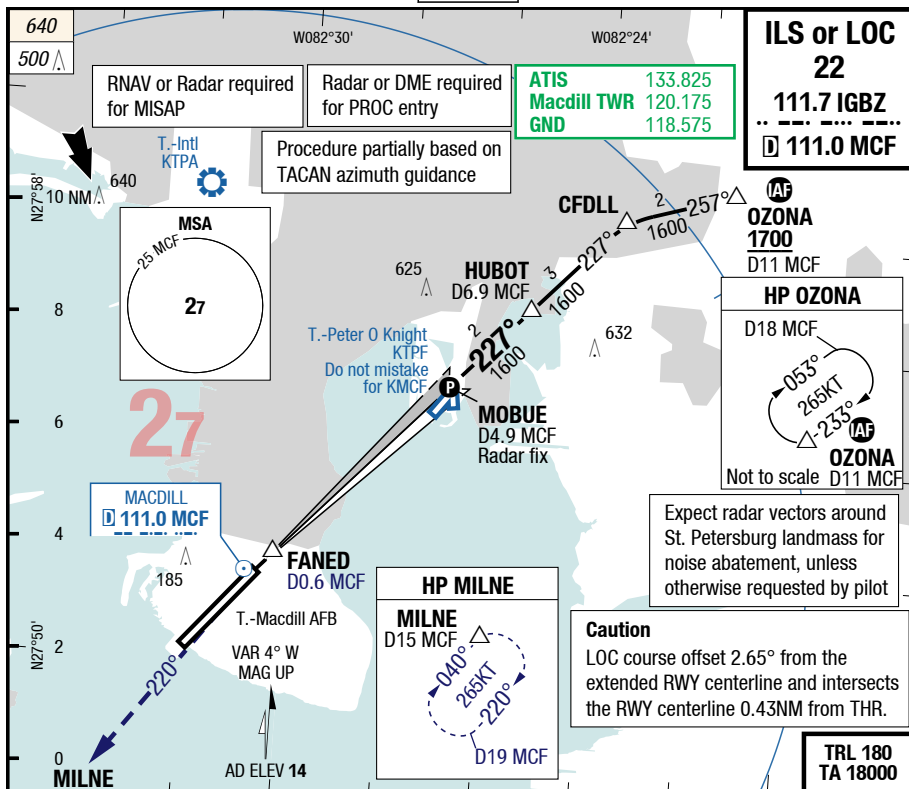 640
500
W082°30'
W082°24'
ILS or LOC
22
111.7 IGBZ
D 111.0 MCF
RNAV or Radar required
for MISAP
Radar or DME required
for PROC entry
ATIS 133.825
Macdill TWR 120.175
GND 118.575
Procedure partially based on
TACAN azimuth guidance
T.-Intl
KTPA
N27°58'
10 NM
640
MSA
25 MCF
27
CFDLL
2
257°
1600
IAF
OZONA
1700
D11 MCF
625
HUBOT
D6.9 MCF
3
227°
1600
8
632
HP OZONA
D18 MCF
053°
265KT
233°
IAF
OZONA
D11 MCF
Not to scale
T.-Peter O Knight
KTPF
Do not mistake
for KMCF
2
227°
1600
P
MOBUE
D4.9 MCF
Radar fix
6
27
MACDILL
D 111.0 MCF
4
185
FANED
D0.6 MCF
T.-Macdill AFB
Expect radar vectors around
St. Petersburg landmass for
noise abatement, unless
otherwise requested by pilot
N27°50'
2
VAR 4° W
MAG UP
HP MILNE
MILNE
D15 MCF
040°
265KT
220°
D19 MCF
Caution
LOC course offset 2.65° from the
extended RWY centerline and intersects
the RWY centerline 0.43NM from THR.
220°
0
MILNE
AD ELEV 14
TRL 180
TA 18000